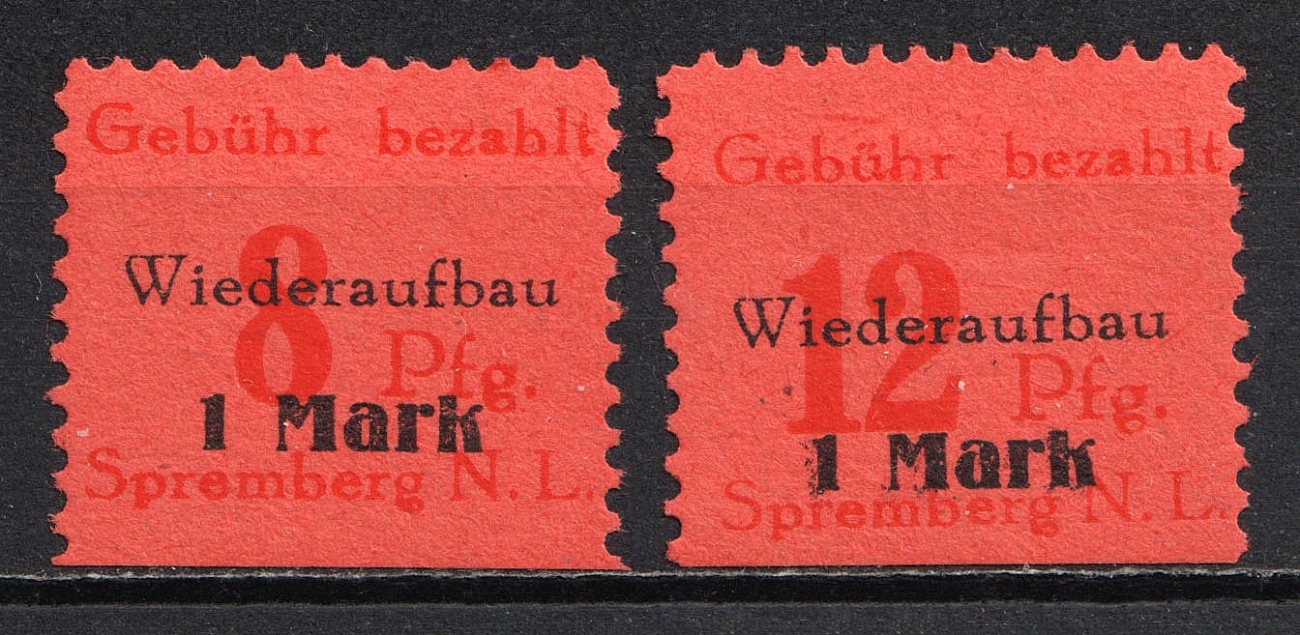 Gebühr bezahlt
8 Pfg.
Wiederaufbau
1 Mark
Spremberg N. L.
Gebühr bezahlt
12 Pfg.
Wiederaufbau
1 Mark
Spremberg N. L.